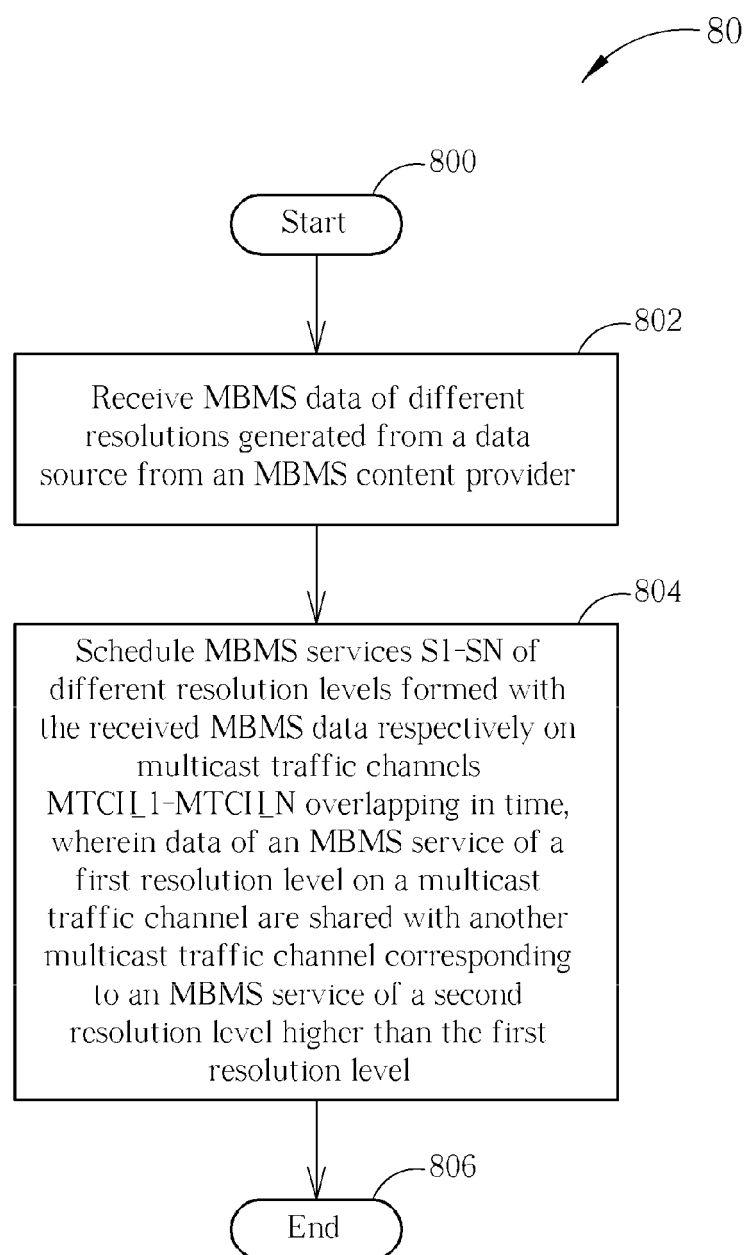 80
800
Start
802
Receive MBMS data of different
resolutions generated from a data
source from an MBMS content provider
804
Schedule MBMS services S1-SN of
different resolution levels formed with
the received MBMS data respectively on
multicast traffic channels
MTCH_1-MTCH_N overlapping in time,
wherein data of an MBMS service of a
first resolution level on a multicast
traffic channel are shared with another
multicast traffic channel corresponding
to an MBMS service of a second
resolution level higher than the first
resolution level
806
End